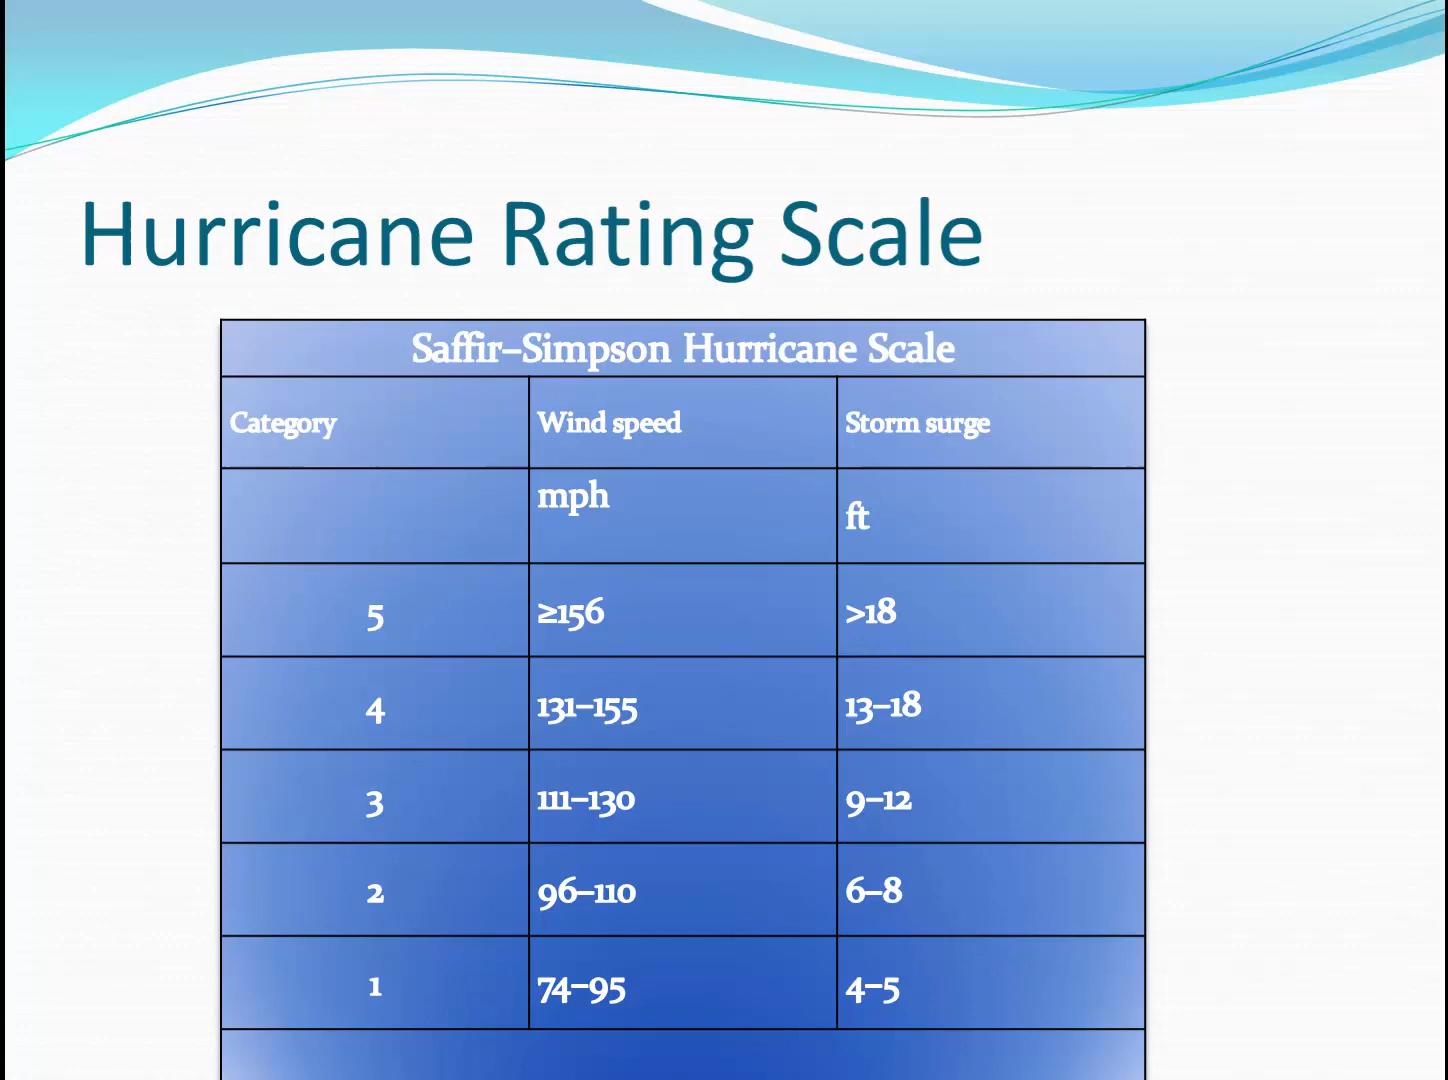 Hurricane Rating Scale
Saffir–Simpson Hurricane Scale
Category Wind speed Storm surge
mph ft
5 ≥156 >18
4 131–155 13–18
3 111–130 9–12
2 96–110 6–8
1 74–95 4–5